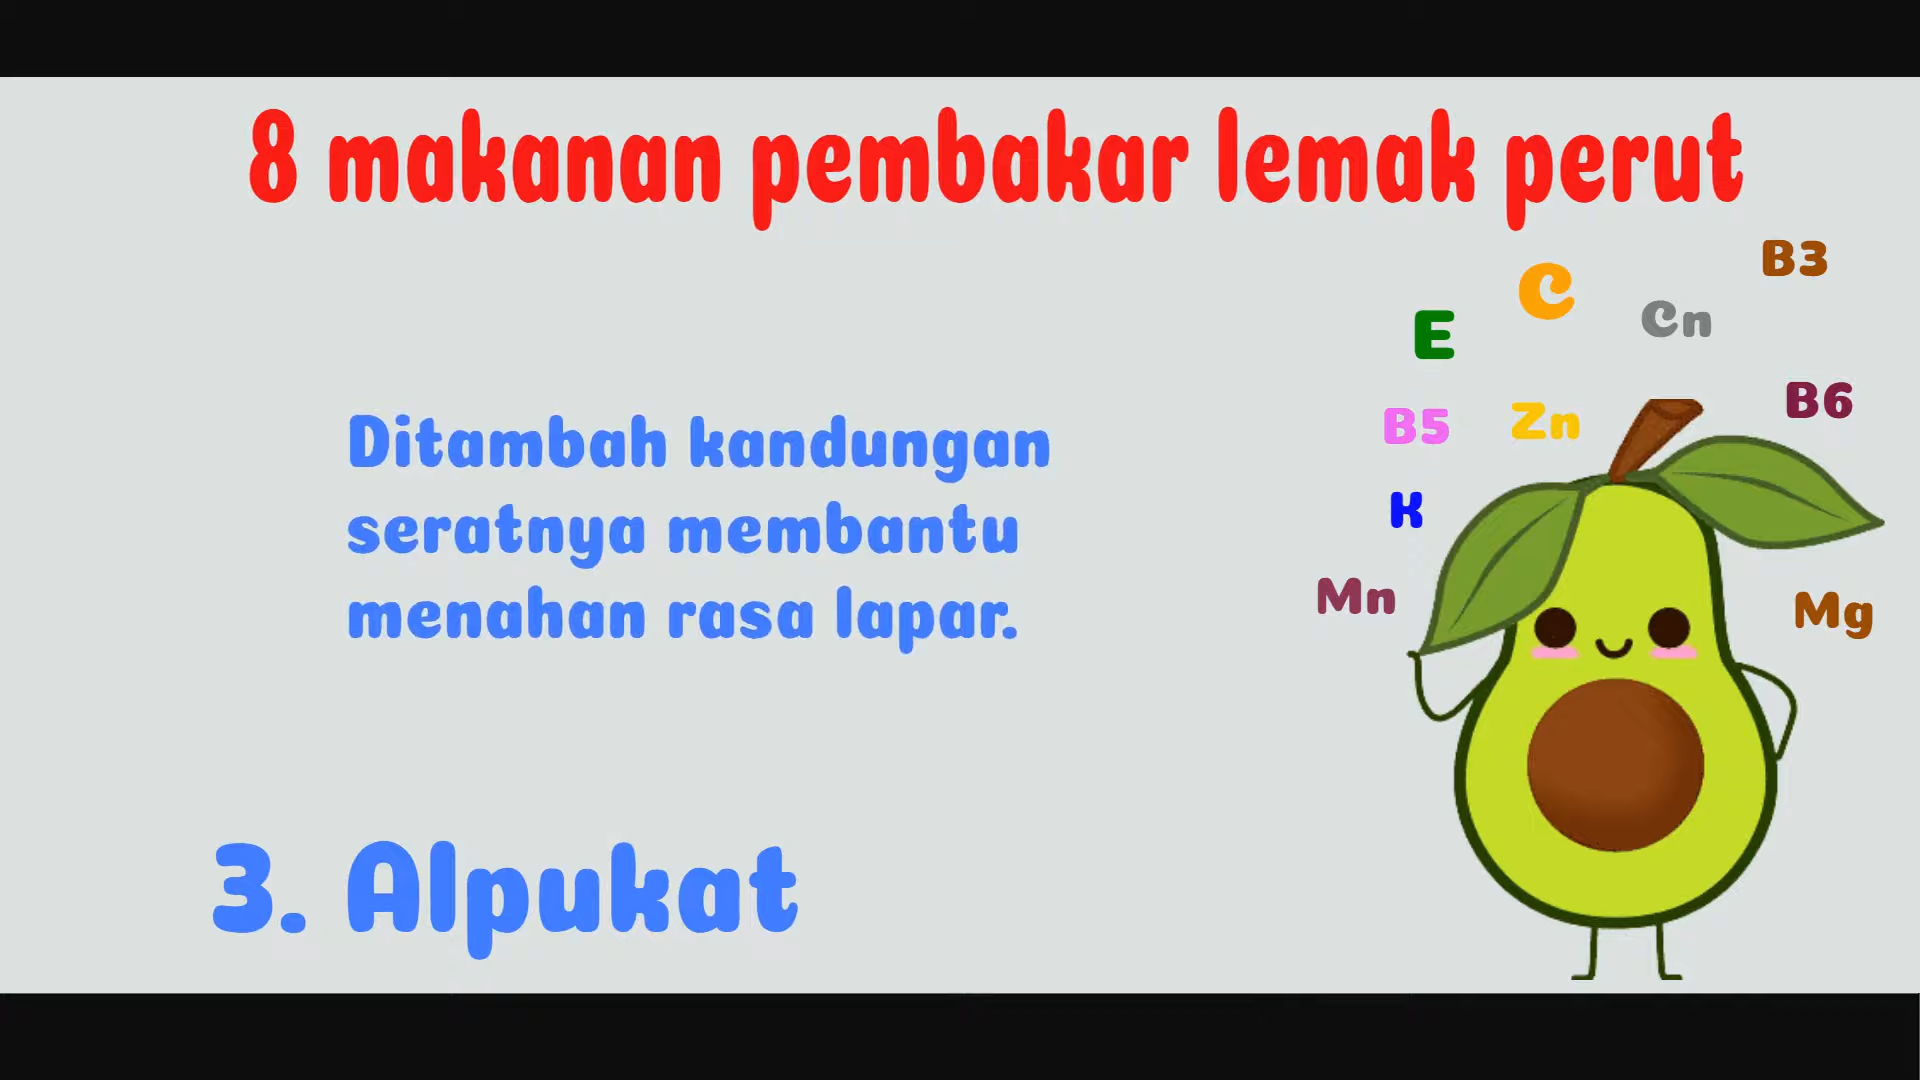 8 makanan pembakar lemak perut
B3
C
Cn
E
B6
B5
Zn
K
Mn
Mg
Ditambah kandungan
seratnya membantu
menahan rasa lapar.
3. Alpukat